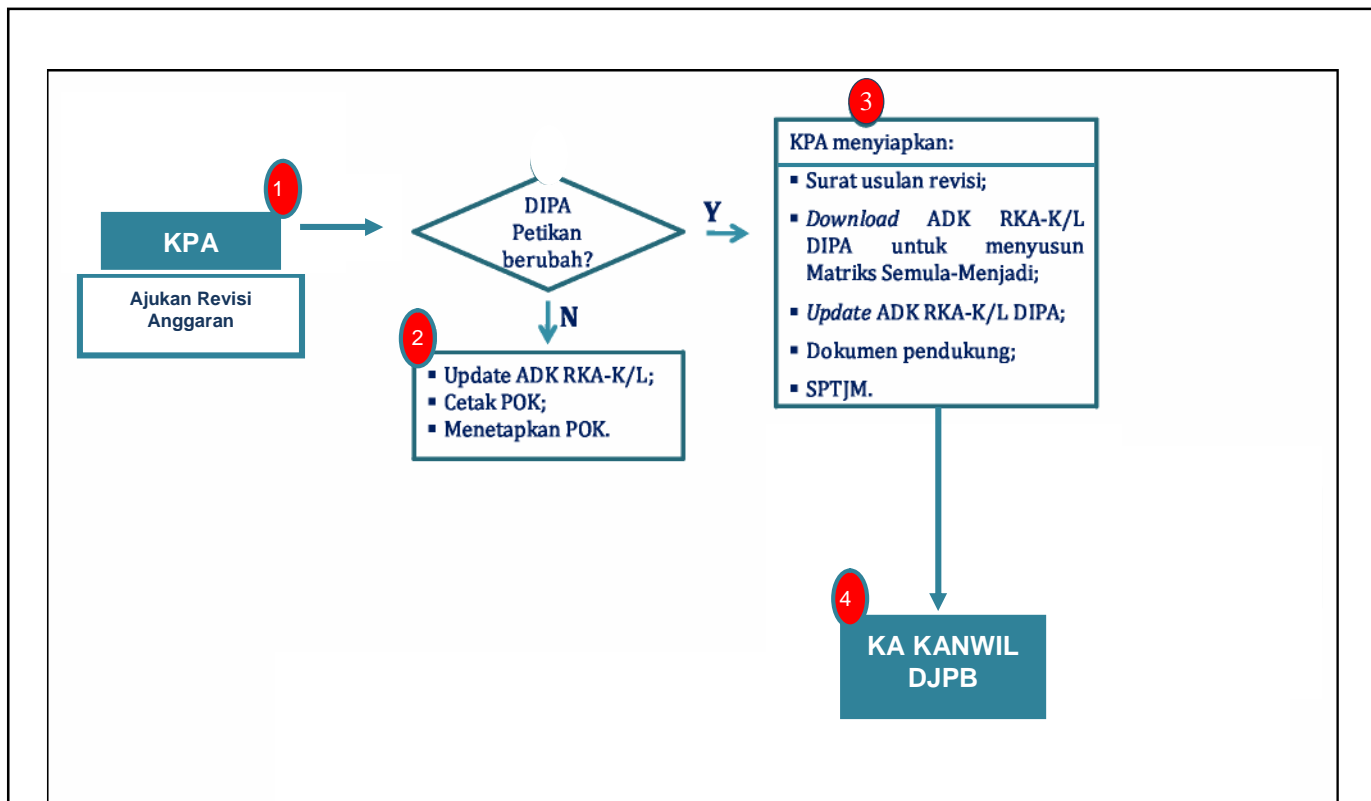 1
KPA
Ajukan Revisi
Anggaran
DIPA
Petikan
berubah?
Y
N
2
▪ Update ADK RKA-K/L;
▪ Cetak POK;
▪ Menetapkan POK.
3
KPA menyiapkan:
▪ Surat usulan revisi;
▪ Download ADK RKA-K/L
DIPA untuk menyusun
Matriks Semula-Menjadi;
▪ Update ADK RKA-K/L DIPA;
▪ Dokumen pendukung;
▪ SPTJM.
4
KA KANWIL
DJPB